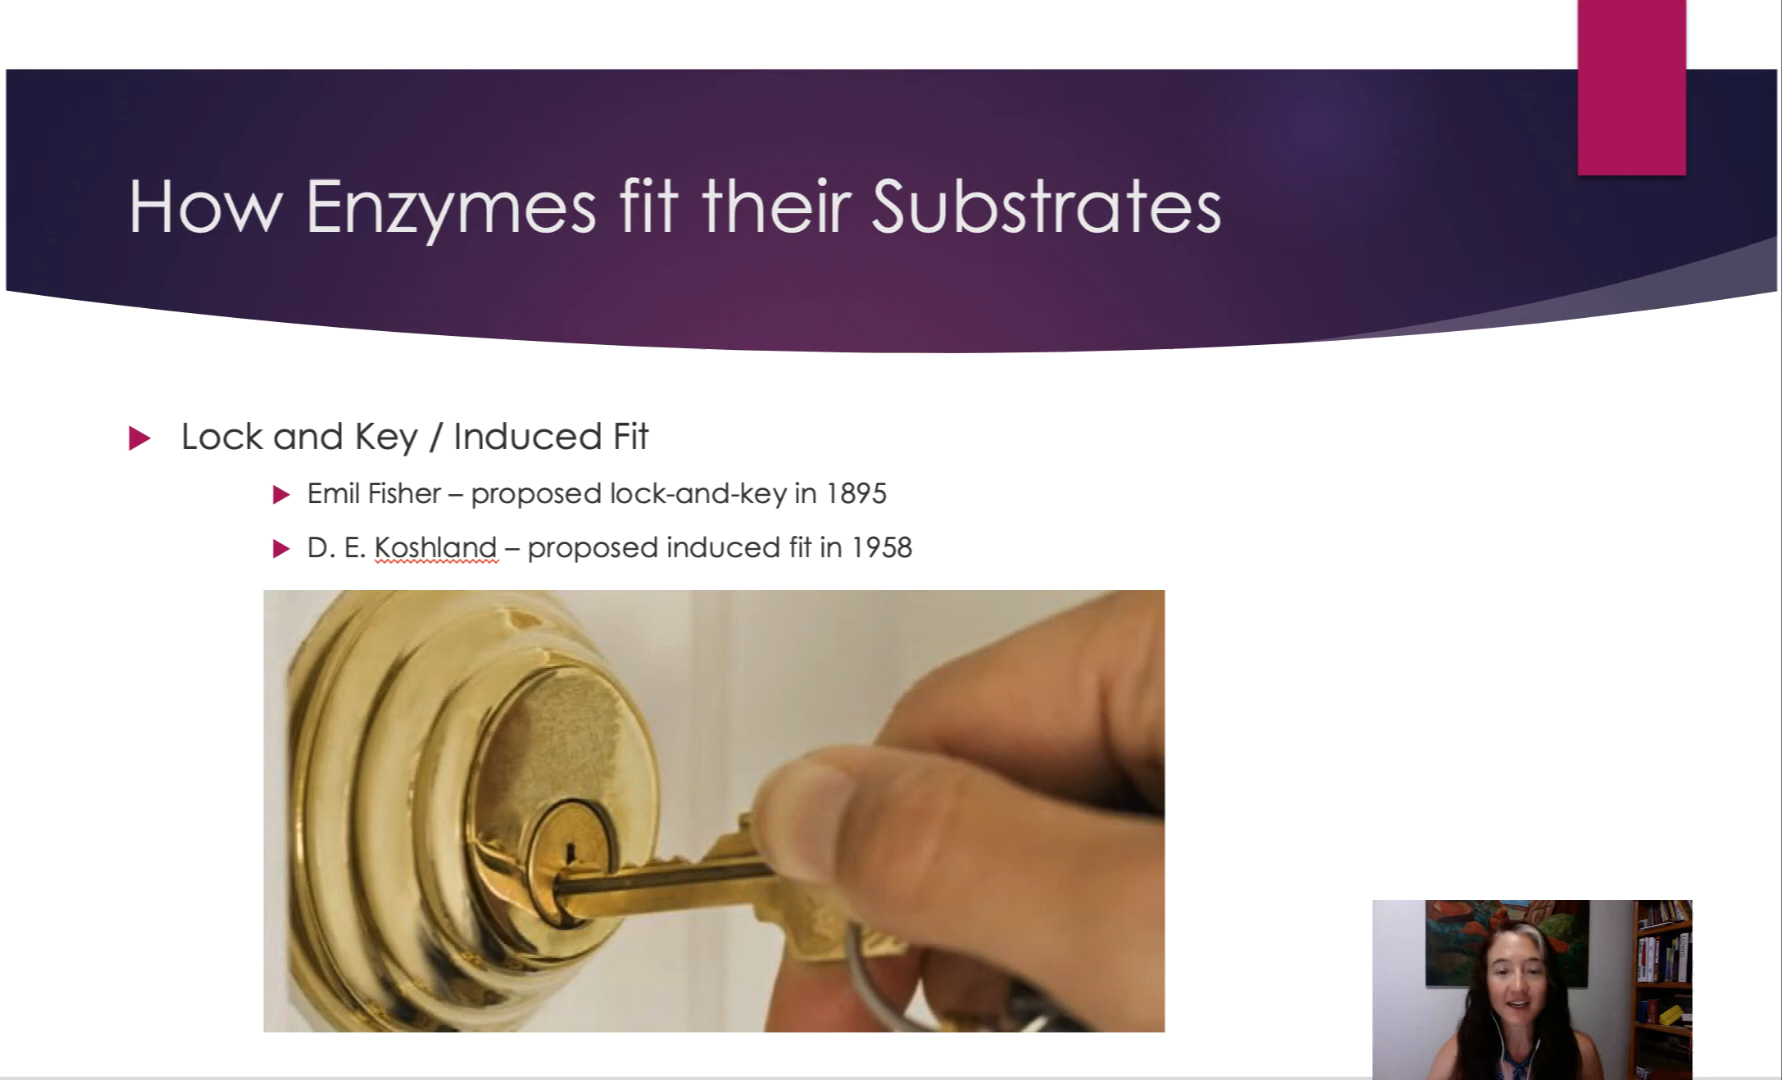 How Enzymes fit their Substrates
Lock and Key / Induced Fit
Emil Fisher – proposed lock-and-key in 1895
D. E. Koshland – proposed induced fit in 1958